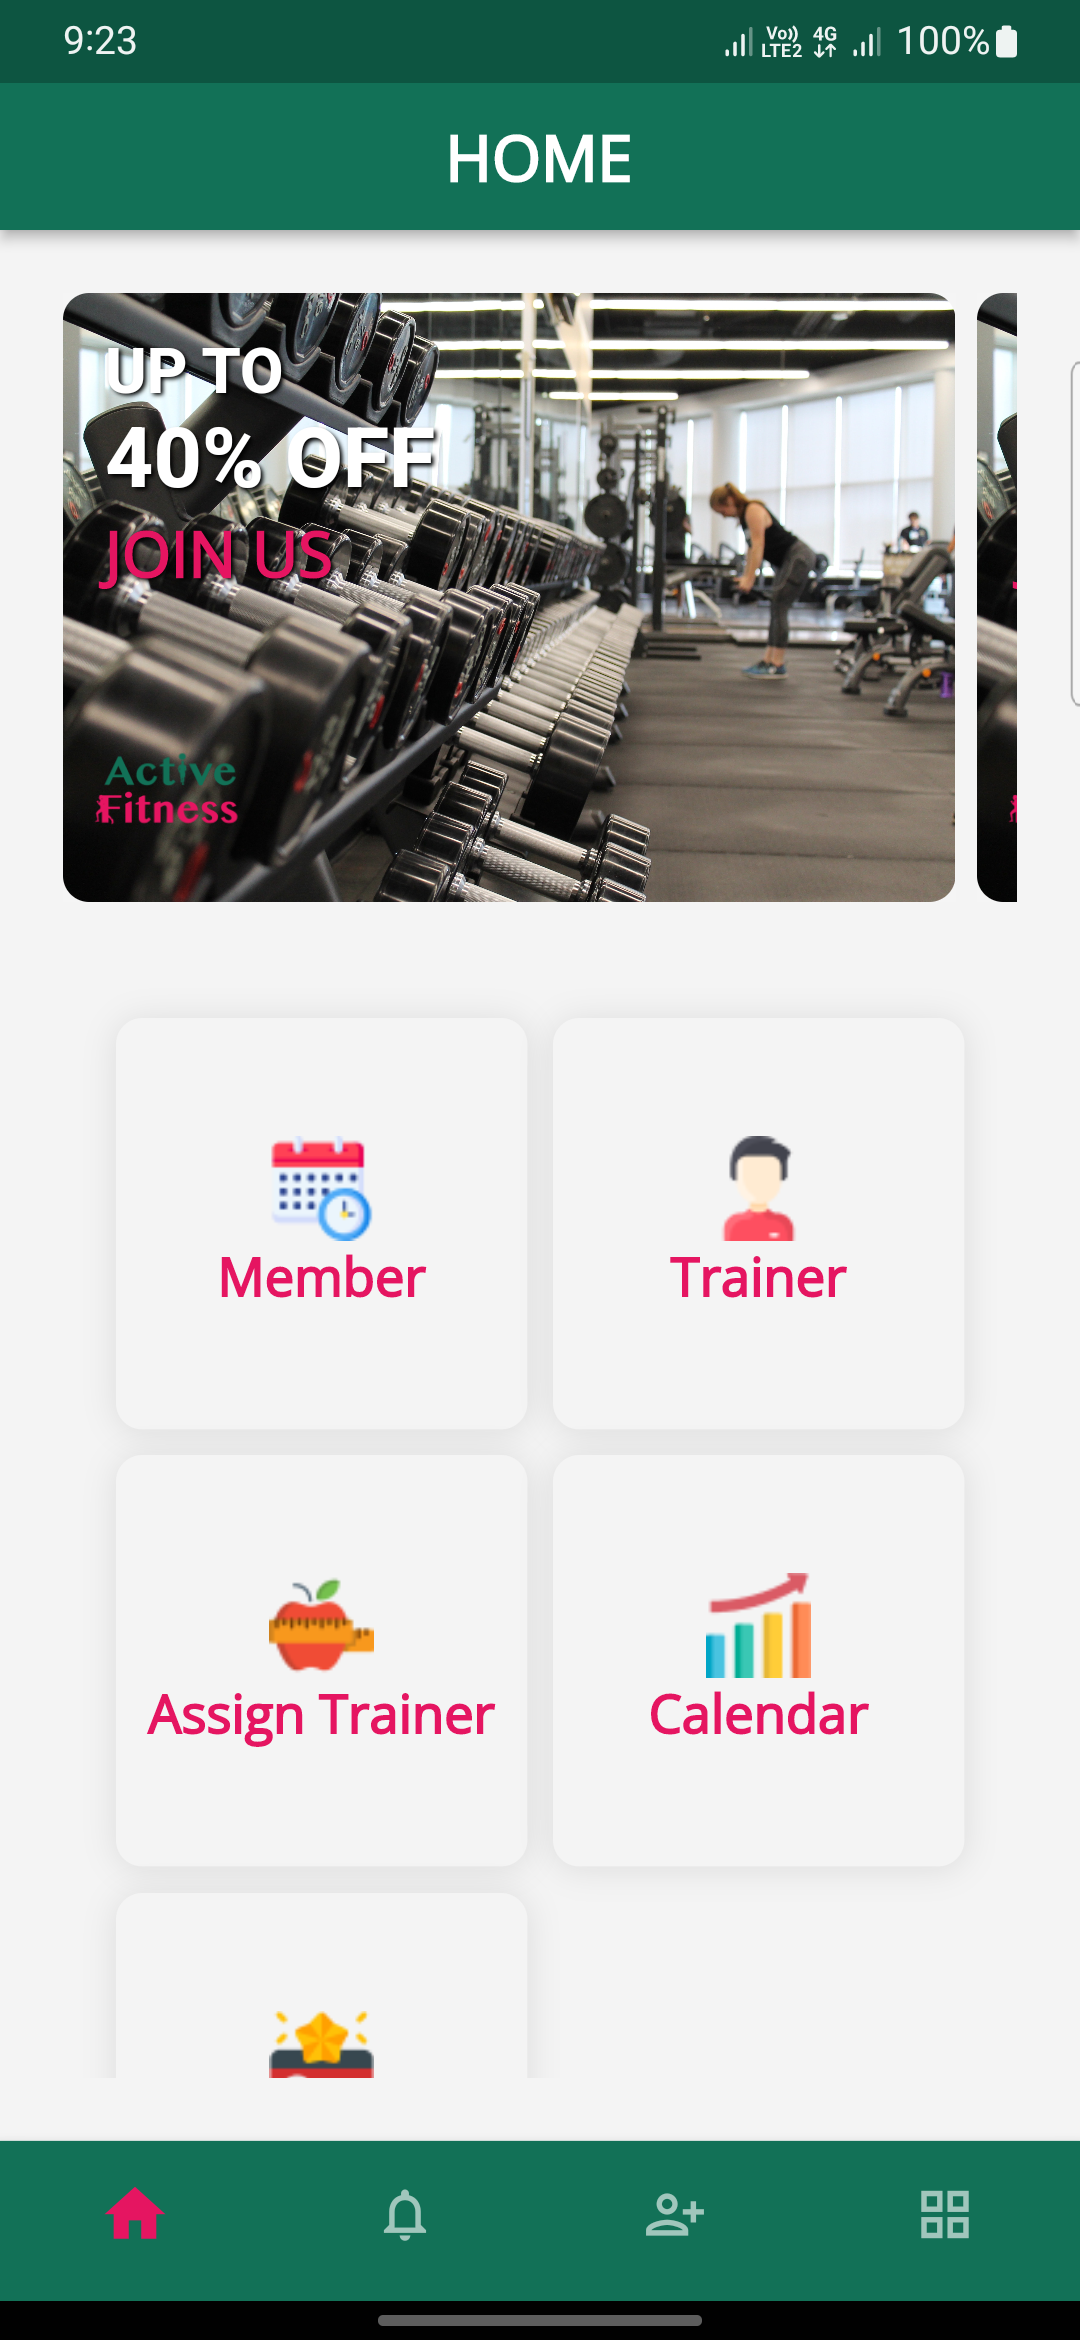 9:23
Vo))
LTE2
4G
100%
HOME
UP TO
40% OFF
JOIN US
Active
Fitness
Member
Trainer
Assign Trainer
Calendar